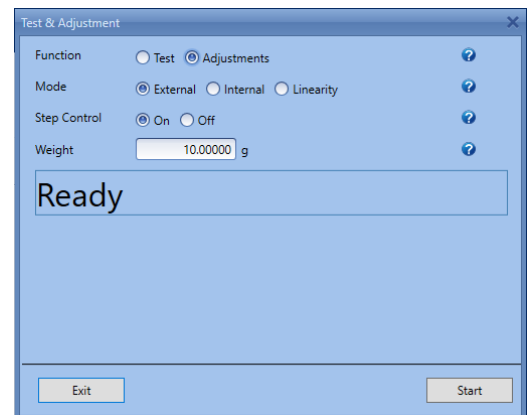 Test & Adjustment
Function Test Adjustments
Mode External Internal Linearity
Step Control On Off
Weight 10.00000 g
Ready
Exit Start